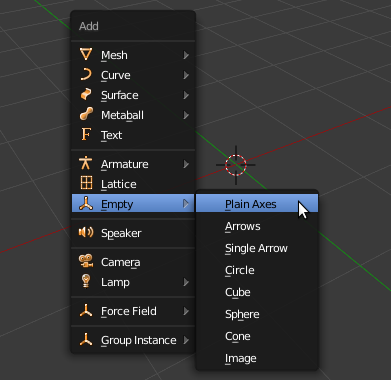 Add
Mesh
Curve
Surface
Metaball
Text
Armature
Lattice
Empty
Speaker
Camera
Lamp
Force Field
Group Instance
Plain Axes
Arrows
Single Arrow
Circle
Cube
Sphere
Cone
Image